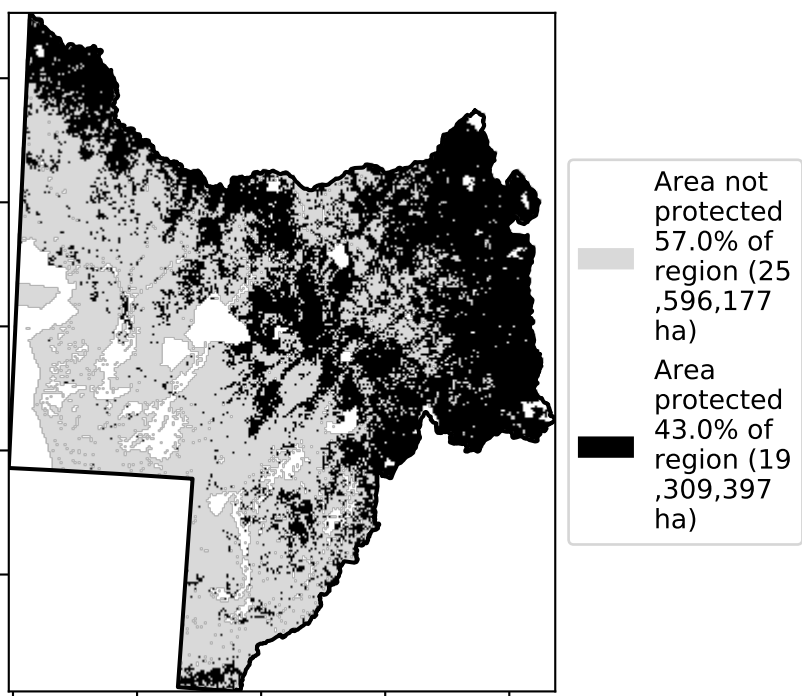 Area not
protected
57.0% of
region (25
,596,177
ha)
Area
protected
43.0% of
region (19
,309,397
ha)